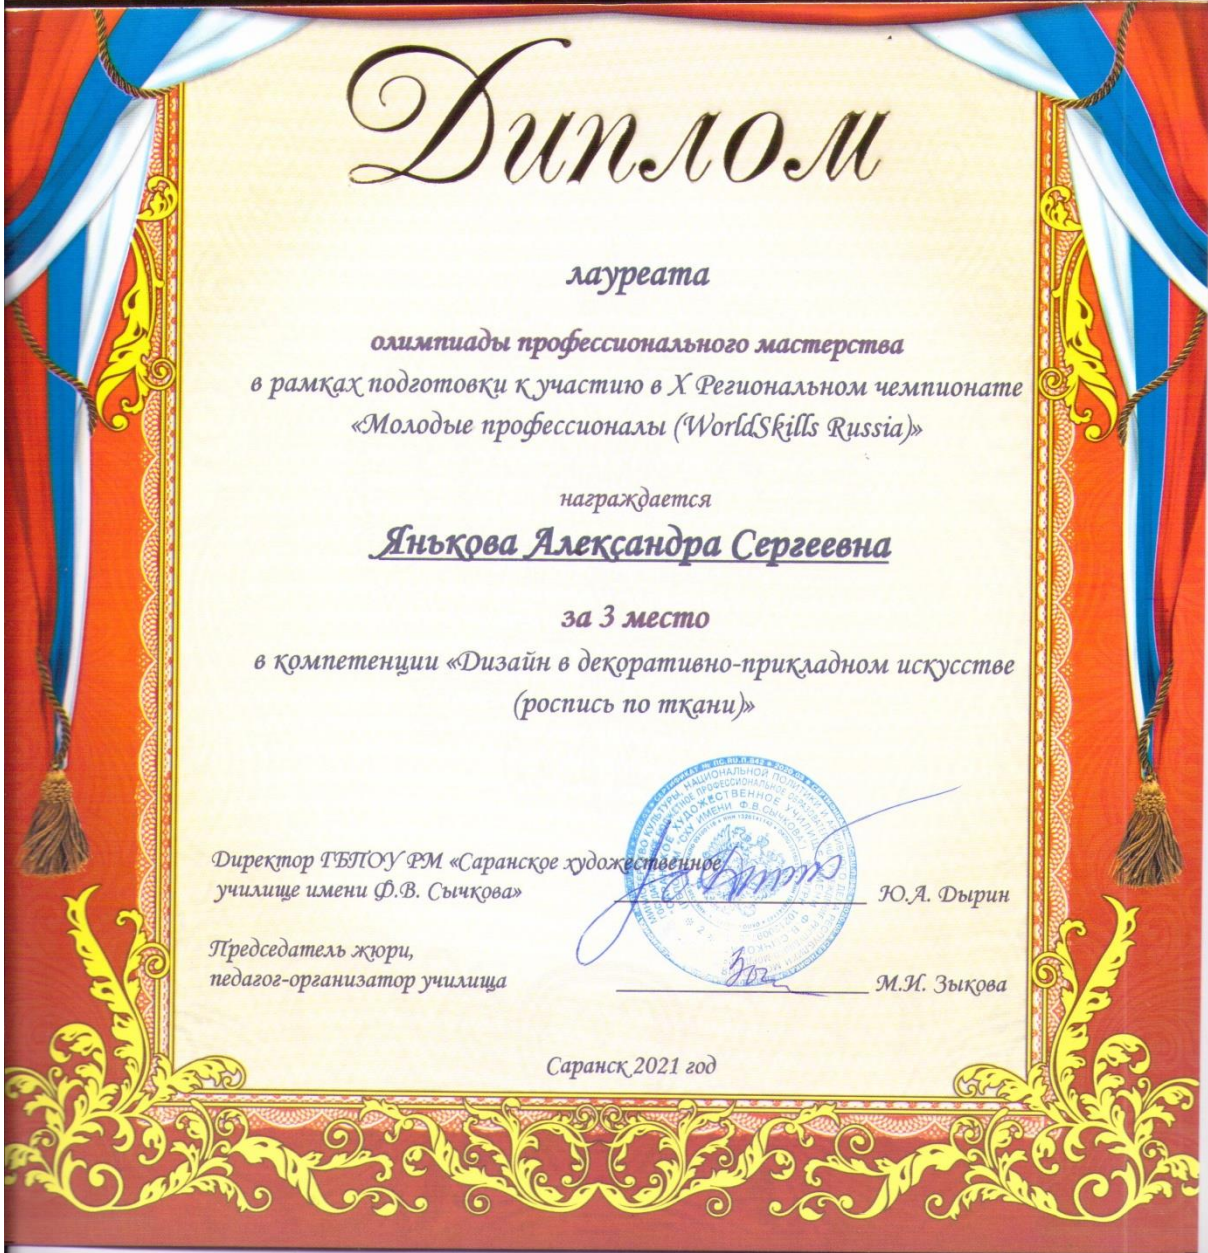 Диплом
лауреата
олимпиады профессионального мастерства
в рамках подготовки к участию в X Региональном чемпионате
«Молодые профессионалы (WorldSkills Russia)»
награждается
Янькова Александра Сергеевна
за 3 место
в компетенции «Дизайн в декоративно-прикладном искусстве
(роспись по ткани)»
Директор ГБПОУ РМ «Саранское художественное
училище имени Ф.В. Сычкова»
Ю.А. Дырин
Председатель жюри,
педагог-организатор училища
М.И. Зыкова
Саранск 2021 год